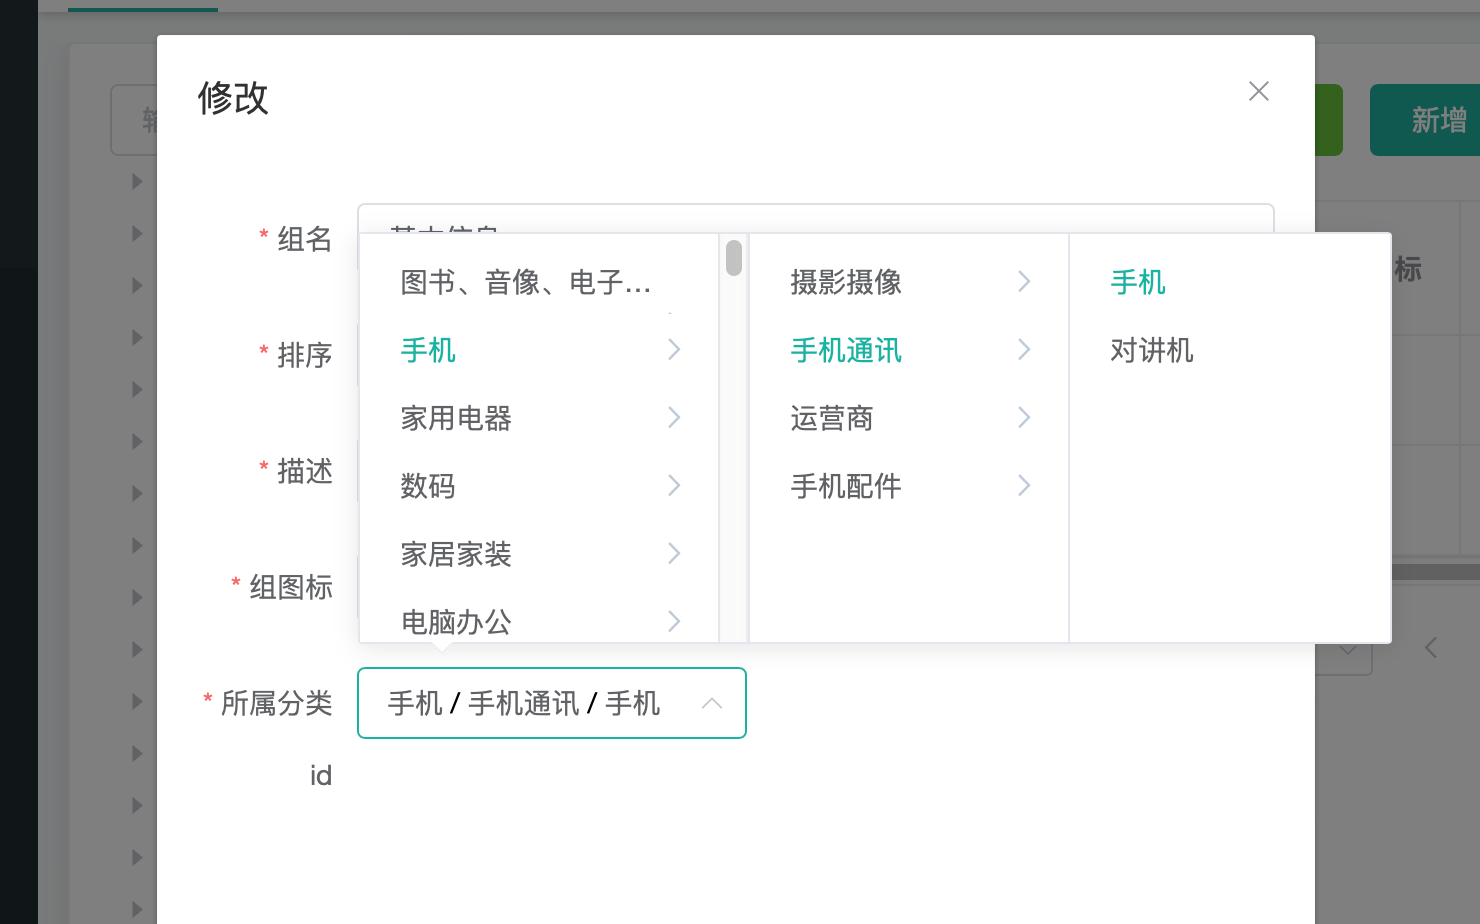 修改
新增
* 组名
* 排序
* 描述
* 组图标
* 所属分类
id
图书、音像、电子...
手机
家用电器
数码
家居家装
电脑办公
摄影摄像
手机通讯
运营商
手机配件
手机
对讲机
标
手机 / 手机通讯 / 手机